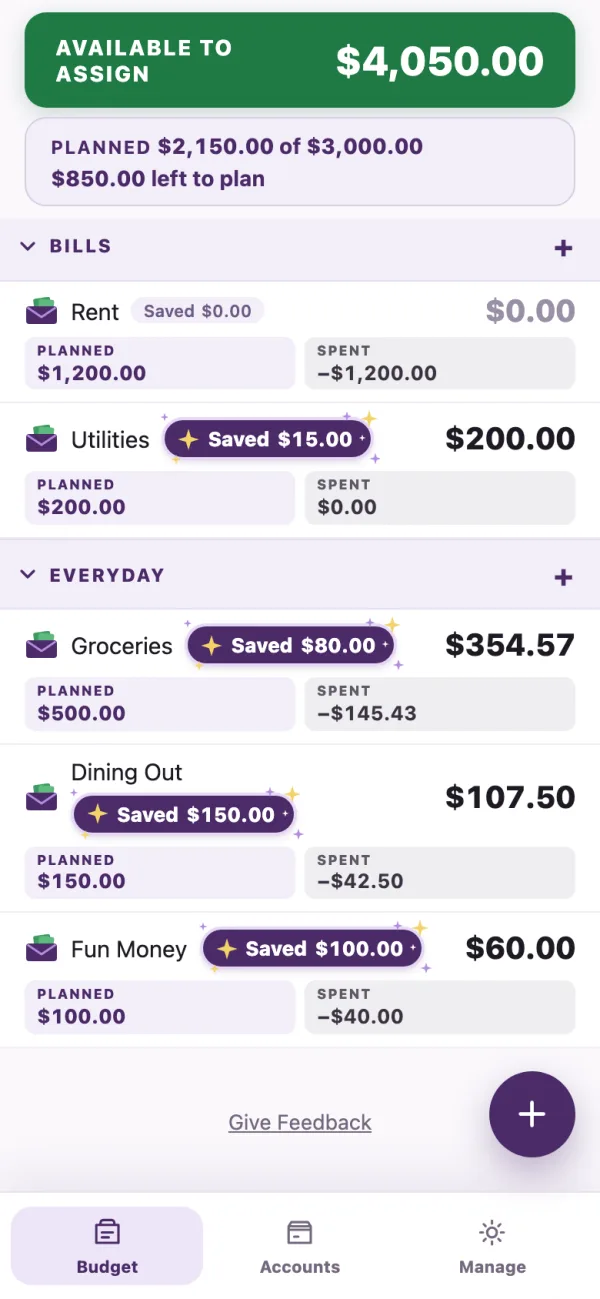 AVAILABLE TO
ASSIGN
$4,050.00
PLANNED $2,150.00 of $3,000.00
$850.00 left to plan
BILLS
+
Rent Saved $0.00 $0.00
PLANNED
$1,200.00
SPENT
−$1,200.00
Utilities Saved $15.00 $200.00
PLANNED
$200.00
SPENT
$0.00
EVERYDAY
+
Groceries Saved $80.00 $354.57
PLANNED
$500.00
SPENT
−$145.43
Dining Out
Saved $150.00
$107.50
PLANNED
$150.00
SPENT
−$42.50
Fun Money Saved $100.00 $60.00
PLANNED
$100.00
SPENT
−$40.00
Give Feedback
+
Budget
Accounts
Manage